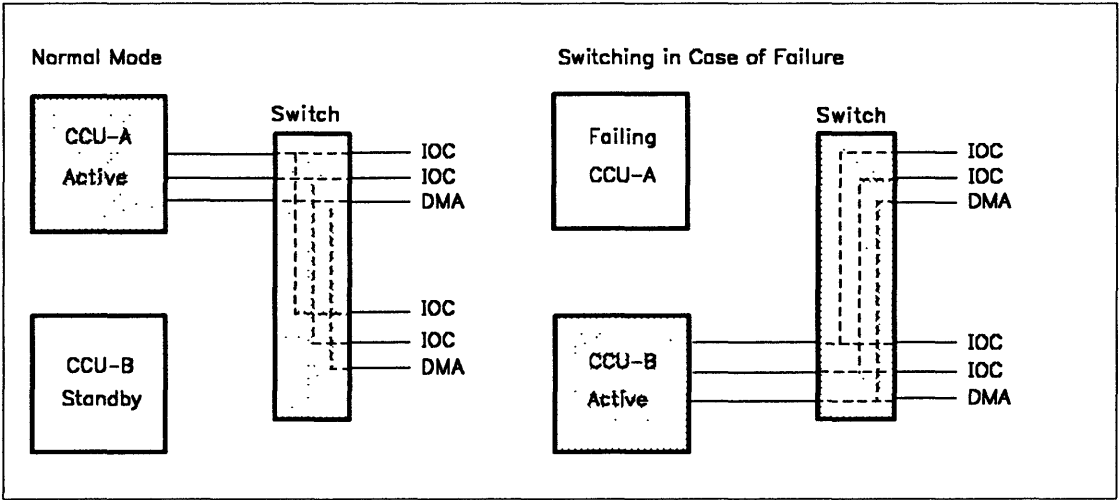 Normal Mode
CCU-A
Active
Switch
IOC
IOC
DMA
IOC
IOC
DMA
CCU-B
Standby
Switching in Case of Failure
Failing
CCU-A
Switch
IOC
IOC
DMA
CCU-B
Active
IOC
IOC
DMA